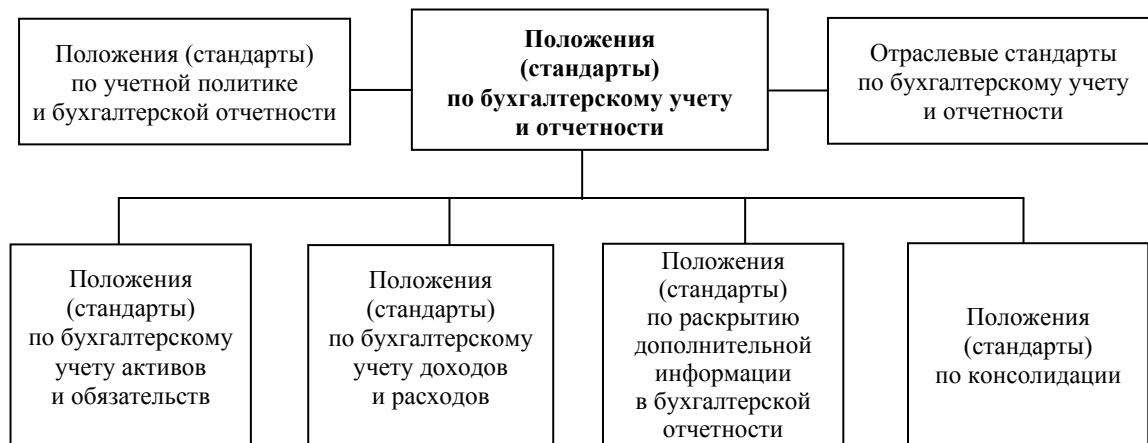 Положения (стандарты)
по учетной политике
и бухгалтерской отчетности
Положения
(стандарты)
по бухгалтерскому учету
и отчетности
Отраслевые стандарты
по бухгалтерскому учету
и отчетности
Положения
(стандарты)
по бухгалтерскому
учету активов
и обязательств
Положения
(стандарты)
по бухгалтерскому
учету доходов
и расходов
Положения
(стандарты)
по раскрытию
дополнительной
информации
в бухгалтерской
отчетности
Положения
(стандарты)
по консолидации